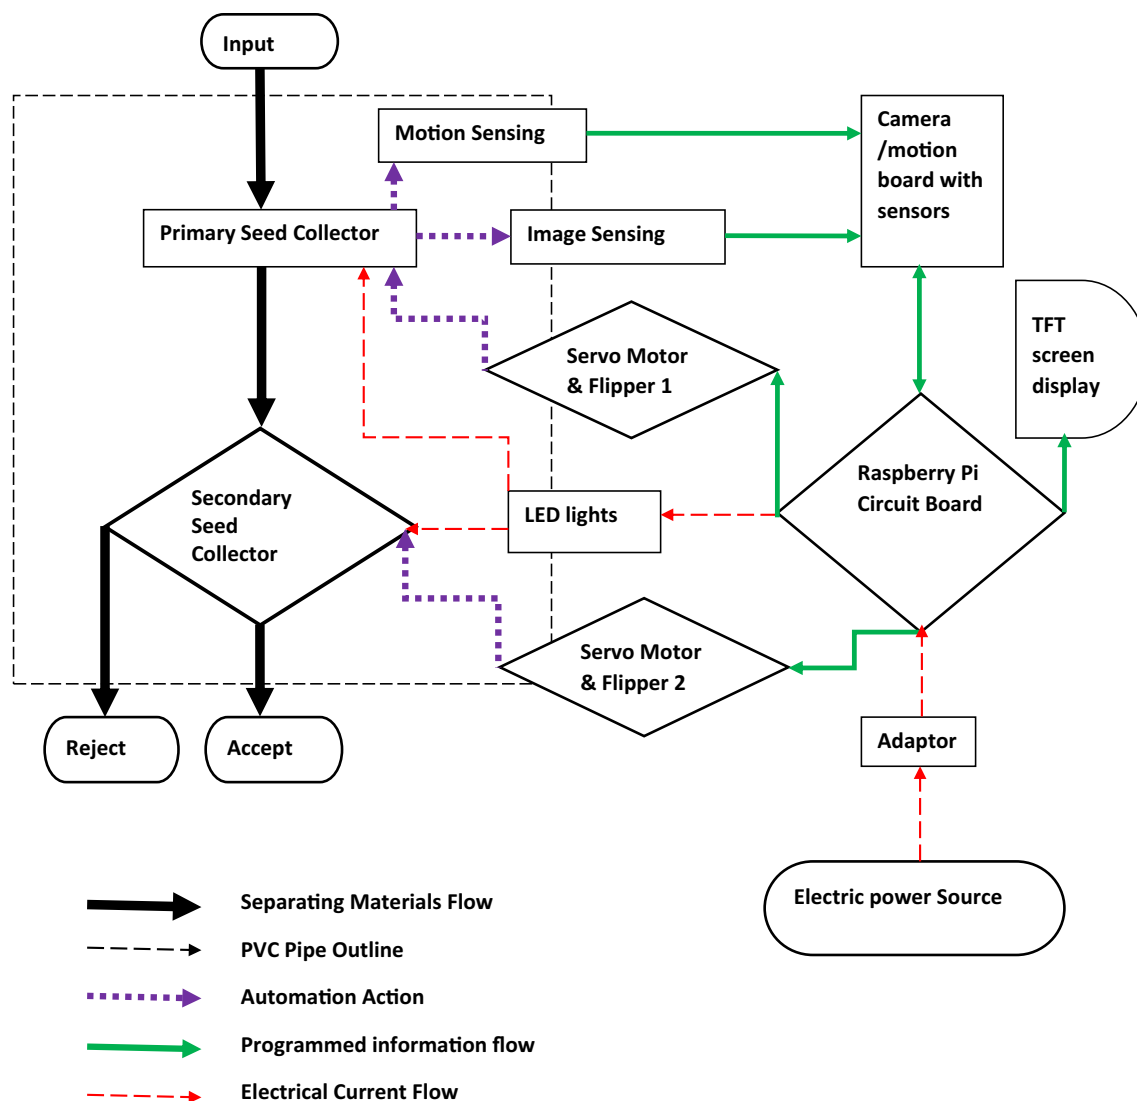 Input
Motion Sensing
Camera
/motion
board with
sensors
Primary Seed Collector
Image Sensing
TFT
screen
display
Servo Motor
& Flipper 1
Raspberry Pi
Circuit Board
Secondary
Seed
Collector
LED lights
Servo Motor
& Flipper 2
Reject
Accept
Adaptor
Electric power Source
Separating Materials Flow
PVC Pipe Outline
Automation Action
Programmed information flow
Electrical Current Flow